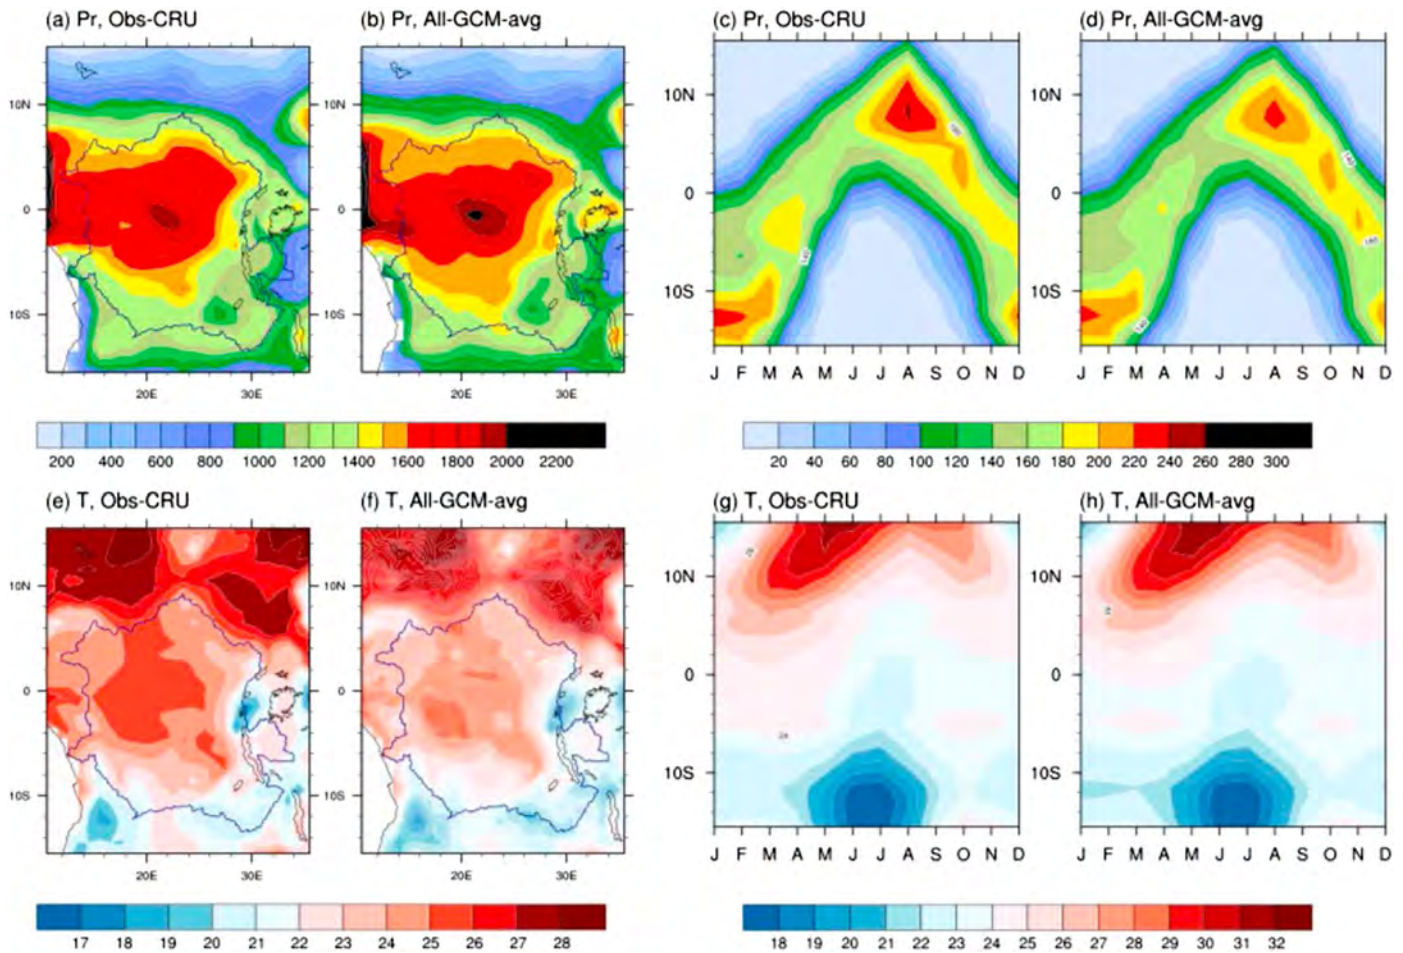 (a) Pr, Obs-CRU
(b) Pr, All-GCM-avg
(c) Pr, Obs-CRU
(d) Pr, All-GCM-avg
10N
0
10S
20E
30E
10N
0
10S
20E
30E
10N
0
10S
180
140
J F M A M J J A S O N D
10N
0
10S
140
180
140
J F M A M J J A S O N D
200 400 600 800 1000 1200 1400 1600 1800 2000 2200
20 40 60 80 100 120 140 160 180 200 220 240 260 280 300
(e) T, Obs-CRU
(f) T, All-GCM-avg
(g) T, Obs-CRU
(h) T, All-GCM-avg
10N
0
10S
20E
30E
10N
0
10S
20E
30E
10N
0
10S
J F M A M J J A S O N D
10N
0
10S
J F M A M J J A S O N D
17 18 19 20 21 22 23 24 25 26 27 28
18 19 20 21 22 23 24 25 26 27 28 29 30 31 32